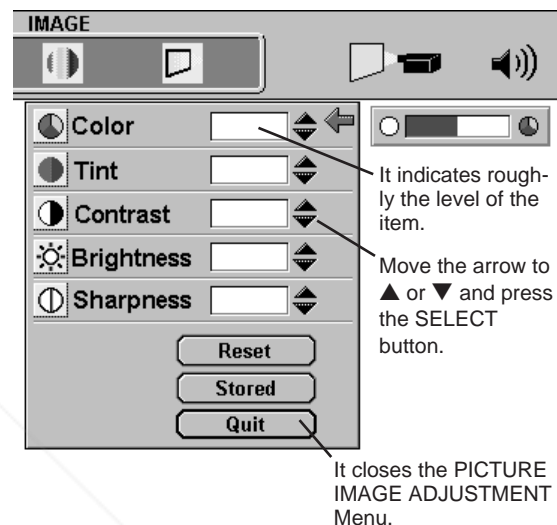 IMAGE
Color
Tint
Contrast
Brightness
Sharpness
Reset
Stored
Quit
It indicates rough-
ly the level of the
item.
Move the arrow to
▲ or ▼ and press
the SELECT
button.
It closes the PICTURE
IMAGE ADJUSTMENT
Menu.